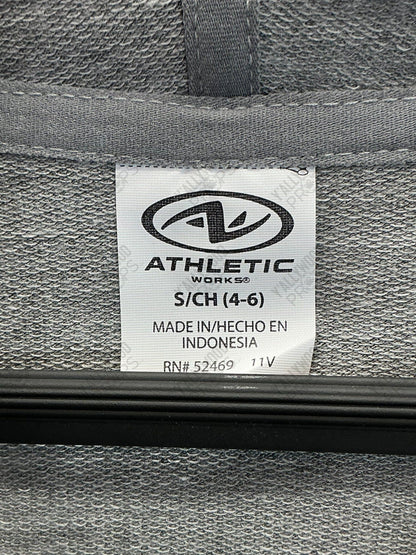 ATHLETIC
WORKS®
S/CH (4-6)
MADE IN/HECHO EN
INDONESIA
RN# 52469 11V